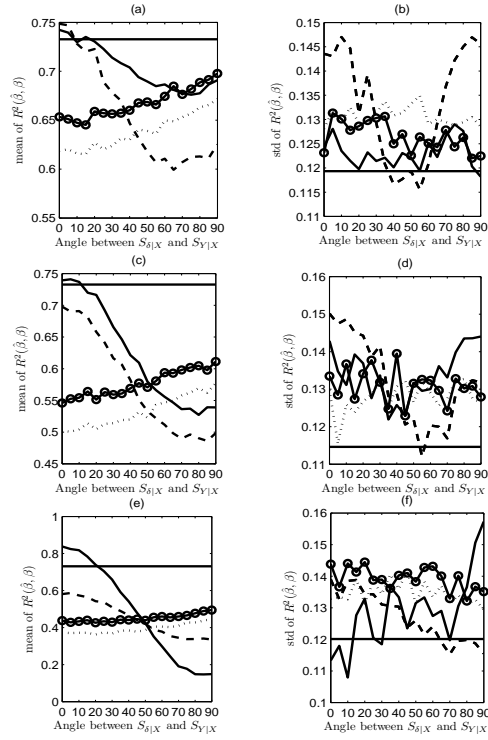 (a)
mean of R²(β̂, β)
0.75
0.7
0.65
0.6
0.55
0 10 20 30 40 50 60 70 80 90
Angle between S_{δ|X} and S_{Y|X}
(b)
std of R²(β̂, β)
0.15
0.145
0.14
0.135
0.13
0.125
0.12
0.115
0.11
0 10 20 30 40 50 60 70 80 90
Angle between S_{δ|X} and S_{Y|X}
(c)
mean of R²(β̂, β)
0.75
0.65
0.55
0.45
0 10 20 30 40 50 60 70 80 90
Angle between S_{δ|X} and S_{Y|X}
(d)
std of R²(β̂, β)
0.16
0.15
0.14
0.13
0.12
0.11
0 10 20 30 40 50 60 70 80 90
Angle between S_{δ|X} and S_{Y|X}
(e)
mean of R²(β̂, β)
1
0.8
0.6
0.4
0.2
0
0 10 20 30 40 50 60 70 80 90
Angle between S_{δ|X} and S_{Y|X}
(f)
std of R²(β̂, β)
0.16
0.15
0.14
0.13
0.12
0.11
0.1
0 10 20 30 40 50 60 70 80 90
Angle between S_{δ|X} and S_{Y|X}